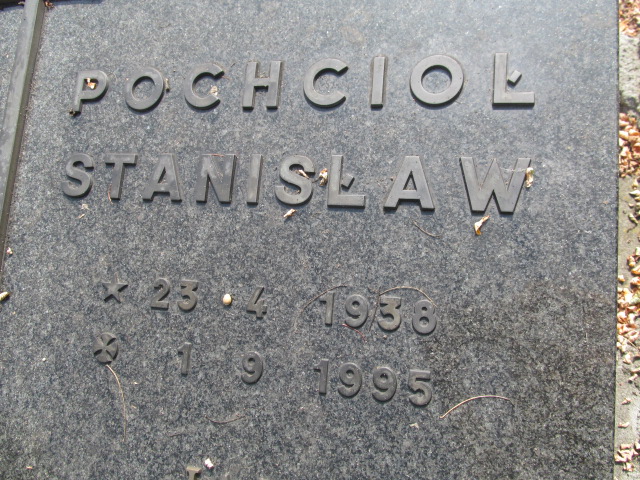 POCHCIOŁ
STANISŁAW
★ 23 4 1938
✠ 1 9 1995